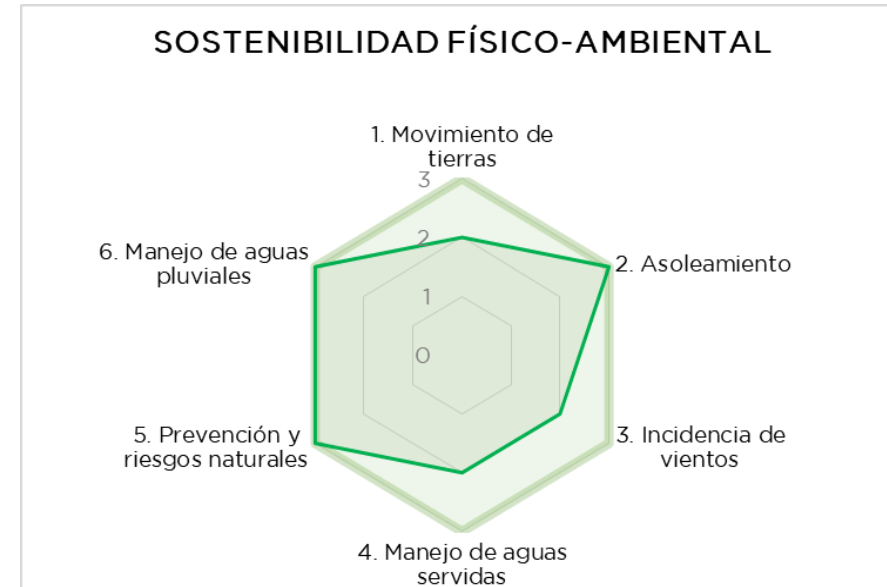 SOSTENIBILIDAD FÍSICO-AMBIENTAL
1. Movimiento de
tierras
3
6. Manejo de aguas
pluviales
2
2. Asoleamiento
1
0
5. Prevención y
riesgos naturales
3. Incidencia de
vientos
4. Manejo de aguas
servidas